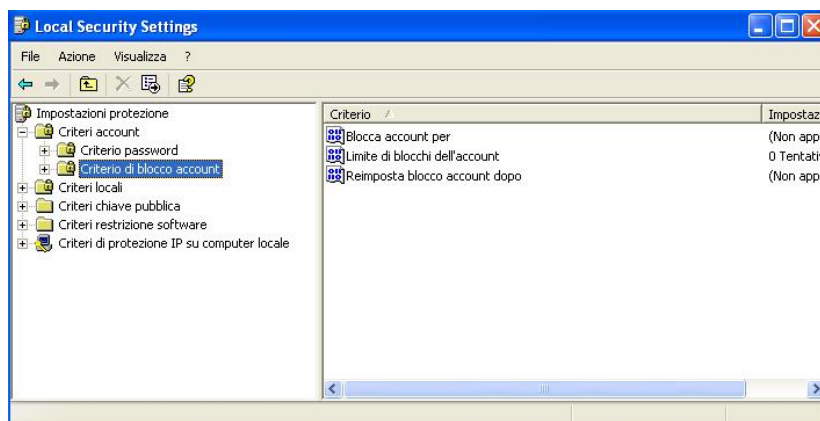 Local Security Settings
File Azione Visualizza ?
Impostazioni protezione
Criteri account
Criterio password
Criterio di blocco account
Criteri locali
Criteri chiave pubblica
Criteri restrizione software
Criteri di protezione IP su computer locale
Criterio Impostaz
Blocca account per (Non app
Limite di blocchi dell'account 0 Tentativ
Reimposta blocco account dopo (Non app